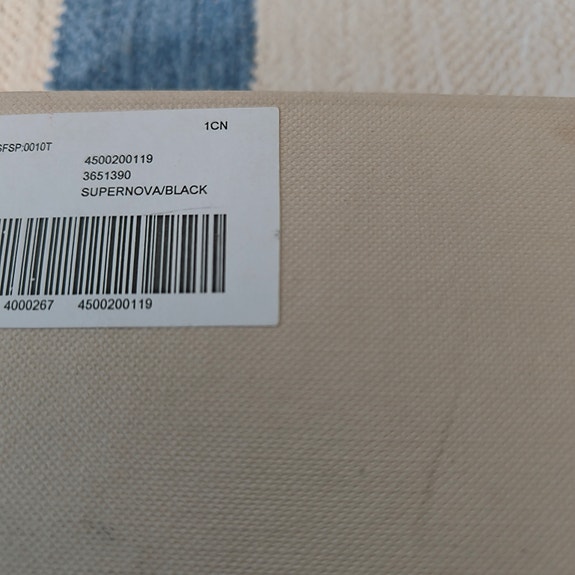 1CN
SFSP:0010T
4500200119
3651390
SUPERNOVA/BLACK
4000267 4500200119